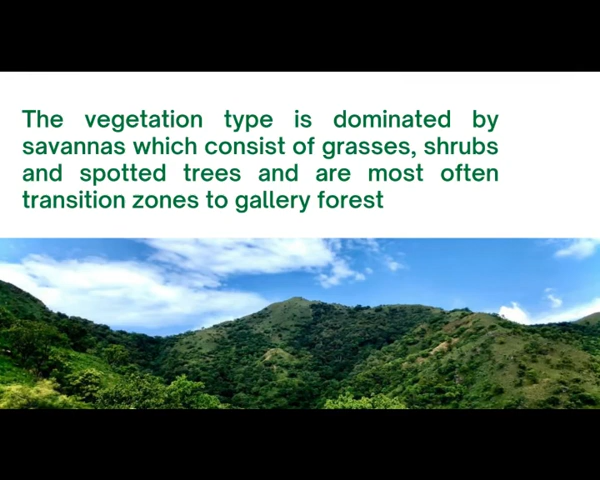 The vegetation type is dominated by
savannas which consist of grasses, shrubs
and spotted trees and are most often
transition zones to gallery forest